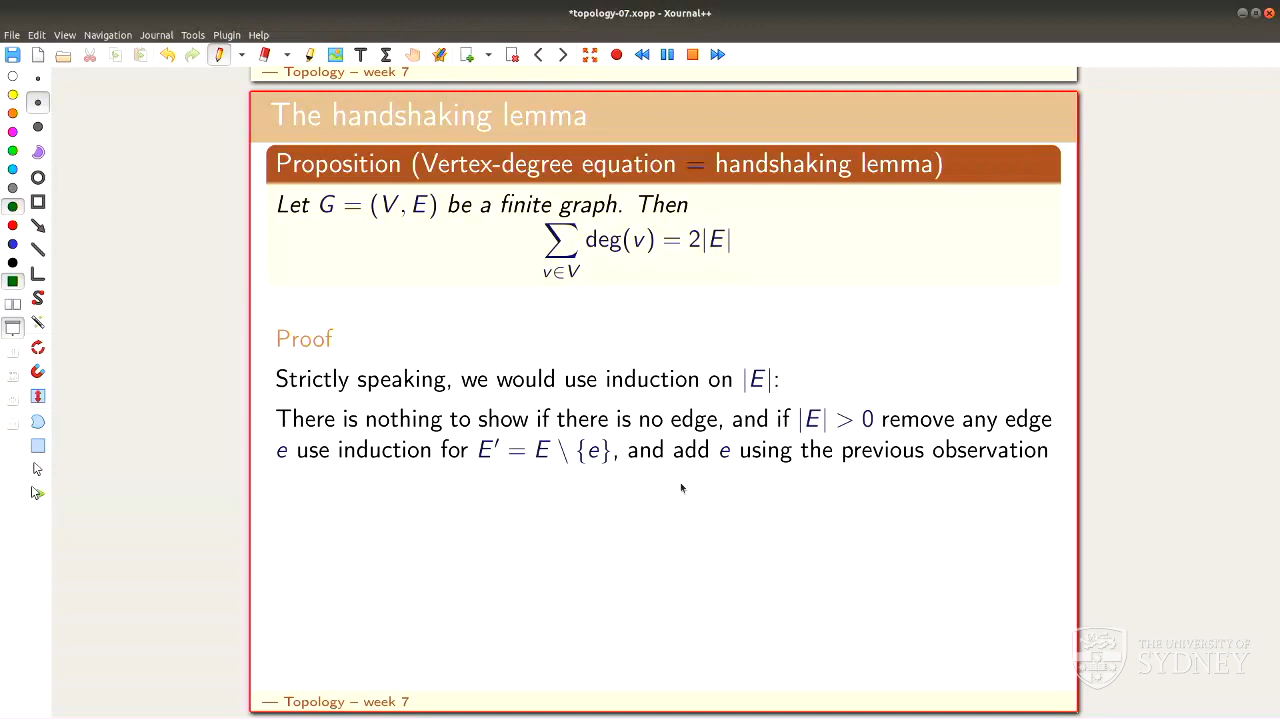 *topology-07.xopp - Xournal++
File Edit View Navigation Journal Tools Plugin Help
— Topology – week 7
The handshaking lemma
Proposition (Vertex-degree equation = handshaking lemma)
Let G = (V, E) be a finite graph. Then
∑ deg(v) = 2|E|
v∈V
Proof
Strictly speaking, we would use induction on |E|:
There is nothing to show if there is no edge, and if |E| > 0 remove any edge
e use induction for E′ = E \ {e}, and add e using the previous observation
THE UNIVERSITY OF
SYDNEY
— Topology – week 7